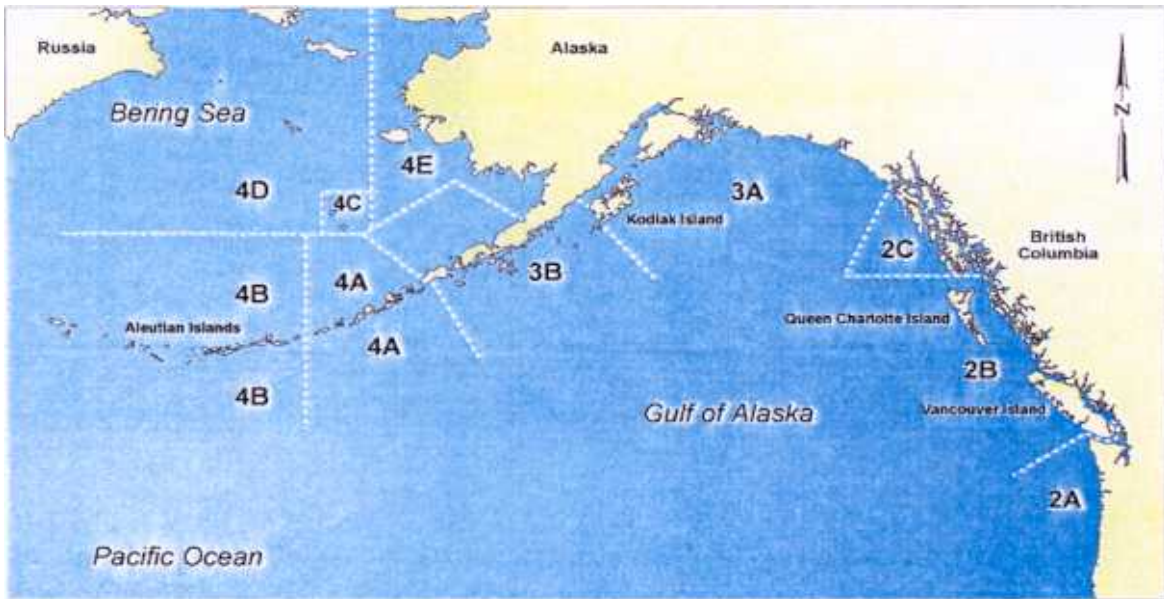 Russia
Alaska
Bering Sea
N
4E
4D
4C
3A
Kodiak Island
British
Columbia
2C
3B
4A
4B
Queen Charlotte Island
Aleutian Islands
4A
2B
4B
Gulf of Alaska
Vancouver Island
2A
Pacific Ocean